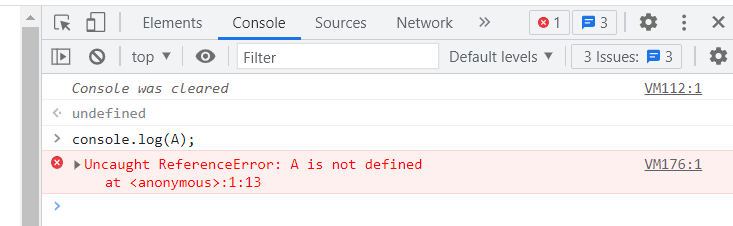 Elements Console Sources Network » 1 3
top ▼ Filter Default levels ▼ 3 Issues: 3
Console was cleared VM112:1
undefined
> console.log(A);
▶Uncaught ReferenceError: A is not defined VM176:1
at <anonymous>:1:13
>